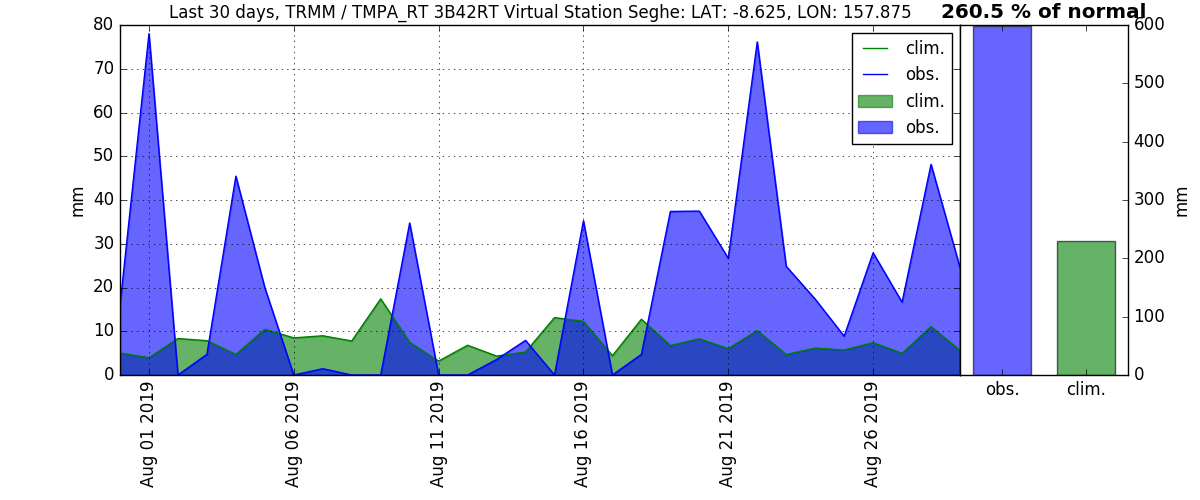 Last 30 days, TRMM / TMPA_RT 3B42RT Virtual Station Seghe: LAT: -8.625, LON: 157.875
260.5 % of normal
80
70
60
50
40
30
20
10
0
mm
clim.
obs.
clim.
obs.
Aug 01 2019
Aug 06 2019
Aug 11 2019
Aug 16 2019
Aug 21 2019
Aug 26 2019
600
500
400
300
200
100
0
mm
obs.
clim.